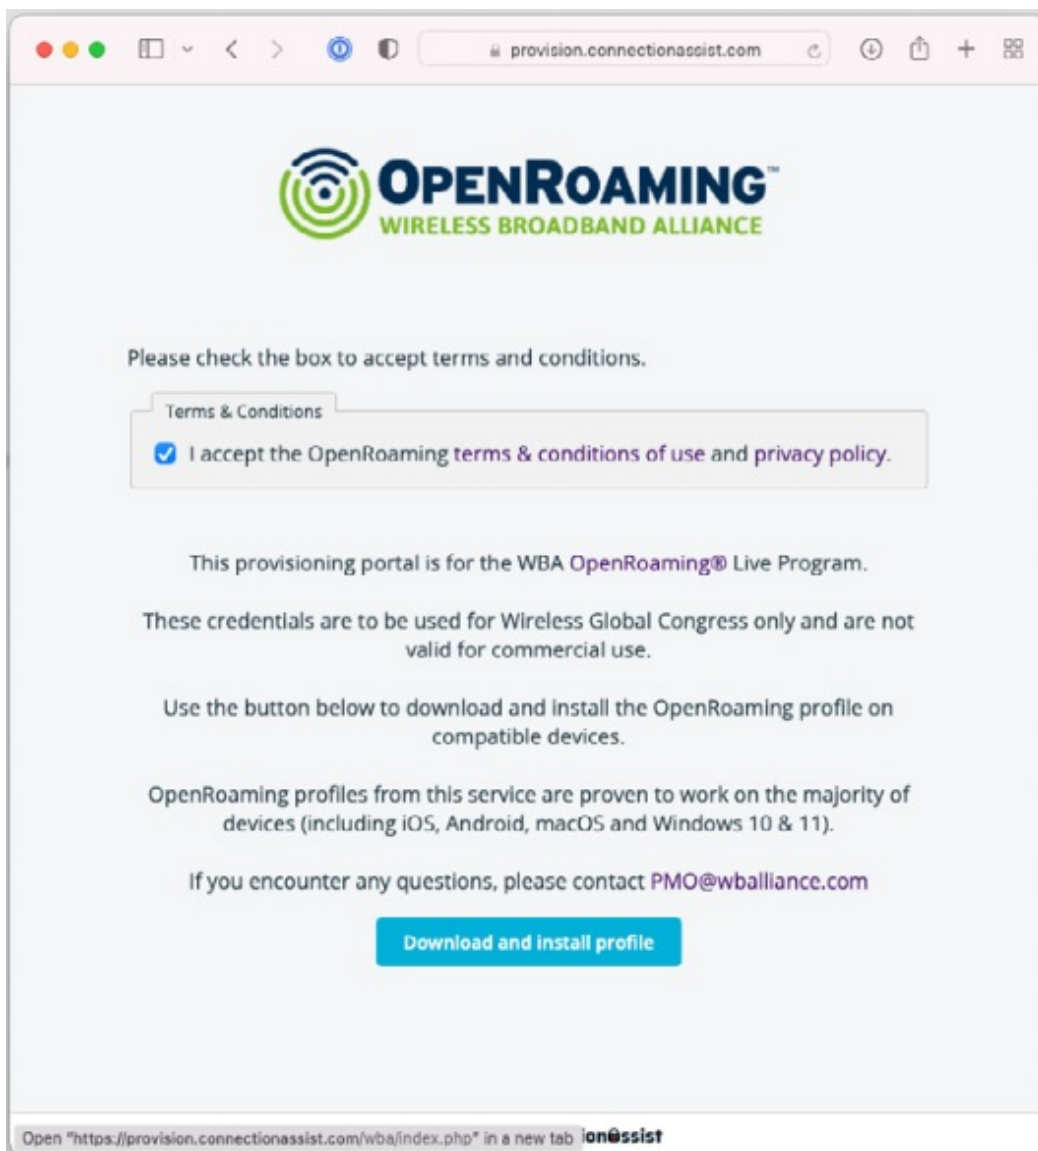 provision.connectionassist.com
OPENROAMING™
WIRELESS BROADBAND ALLIANCE
Please check the box to accept terms and conditions.
Terms & Conditions
I accept the OpenRoaming terms & conditions of use and privacy policy.
This provisioning portal is for the WBA OpenRoaming® Live Program.
These credentials are to be used for Wireless Global Congress only and are not
valid for commercial use.
Use the button below to download and install the OpenRoaming profile on
compatible devices.
OpenRoaming profiles from this service are proven to work on the majority of
devices (including iOS, Android, macOS and Windows 10 & 11).
If you encounter any questions, please contact PMO@wballiance.com
Download and install profile
Open "https://provision.connectionassist.com/wba/index.php" in a new tab ionassist